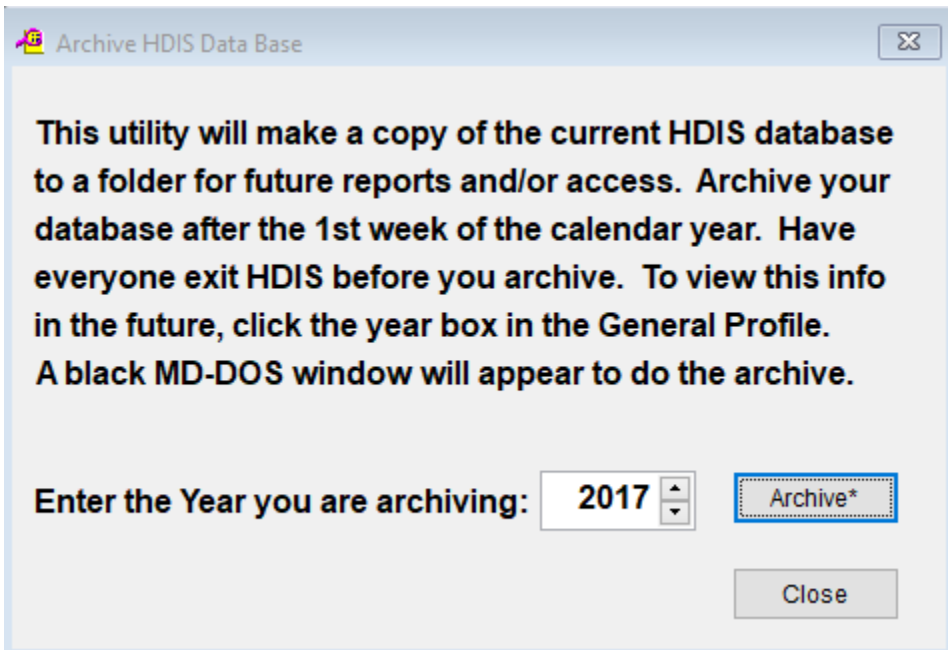 Archive HDIS Data Base
This utility will make a copy of the current HDIS database
to a folder for future reports and/or access.  Archive your
database after the 1st week of the calendar year.  Have
everyone exit HDIS before you archive.  To view this info
in the future, click the year box in the General Profile.
A black MD-DOS window will appear to do the archive.
Enter the Year you are archiving: 2017 Archive*
Close